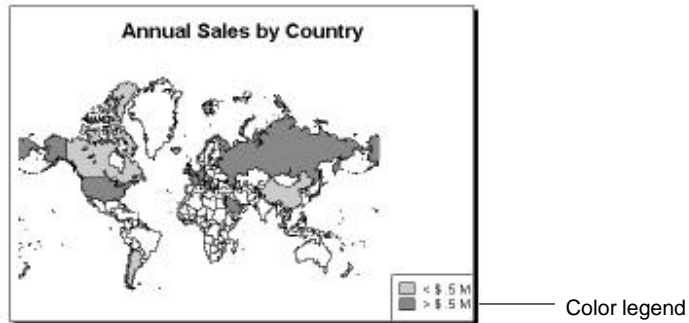 Annual Sales by Country
< $ .5 M
> $ .5 M
Color legend